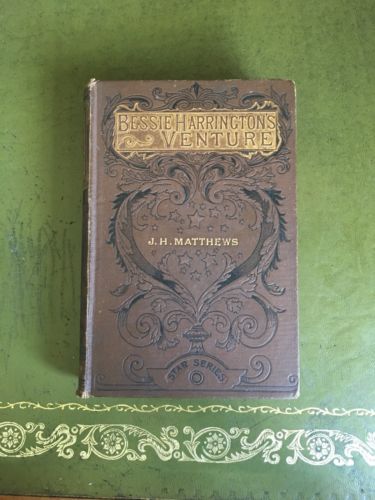 BESSIE HARRINGTON'S
VENTURE
J. H. MATTHEWS
STAR SERIES